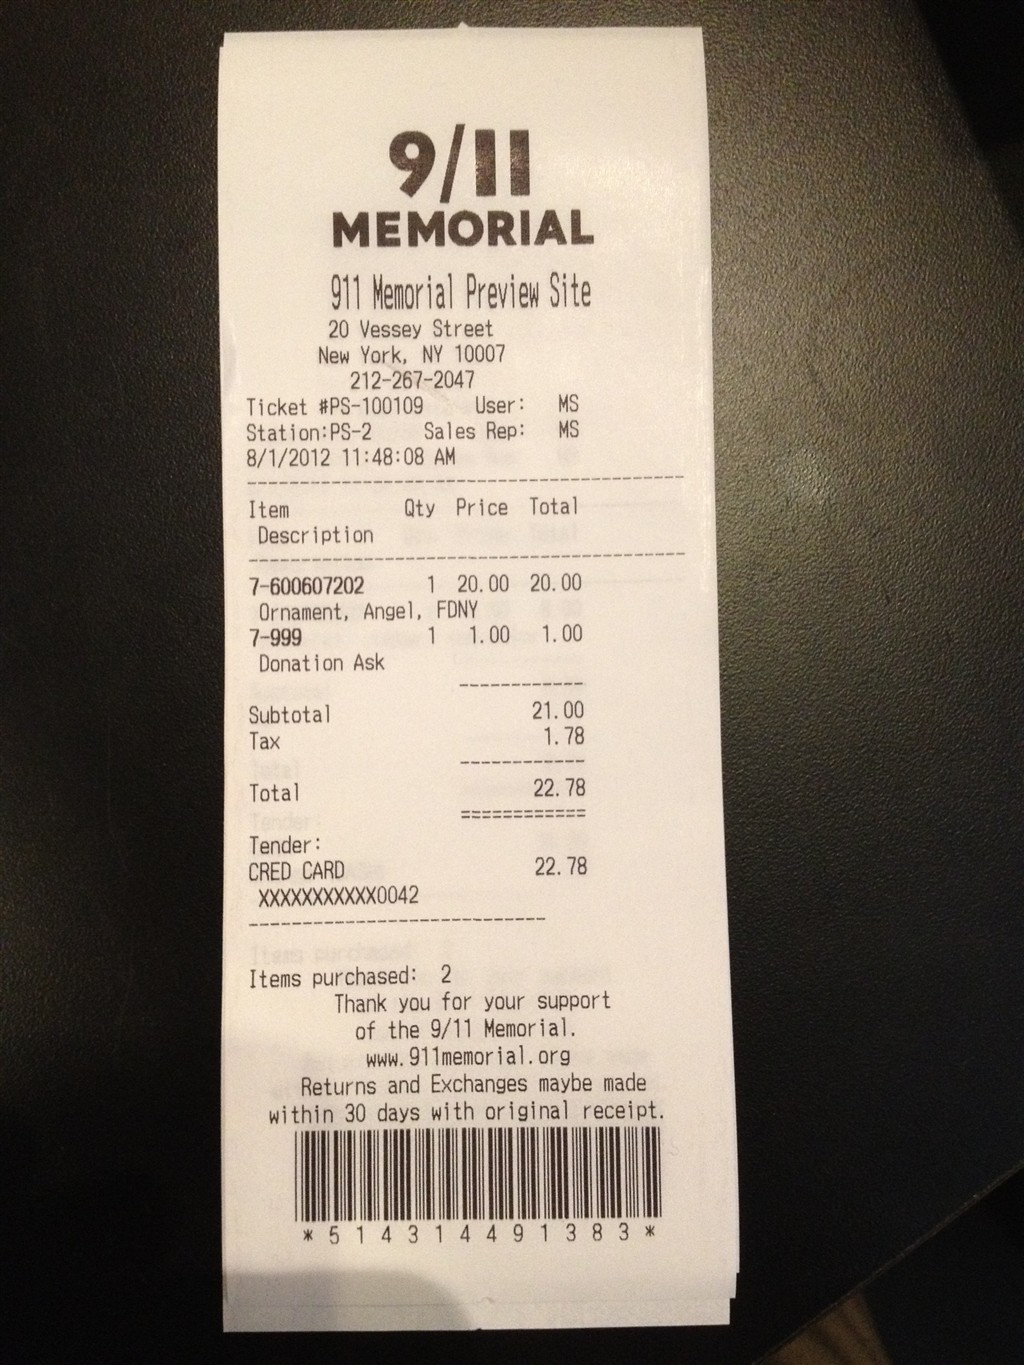 9/11
MEMORIAL
911 Memorial Preview Site
20 Vessey Street
New York, NY 10007
212-267-2047
Ticket #PS-100109 User: MS
Station:PS-2 Sales Rep: MS
8/1/2012 11:48:08 AM
Item Qty Price Total
Description
7-600607202 1 20.00 20.00
Ornament, Angel, FDNY
7-999 1 1.00 1.00
Donation Ask
Subtotal 21.00
Tax 1.78
Total 22.78
Tender:
CRED CARD 22.78
XXXXXXXXXXX0042
Items purchased: 2
Thank you for your support
of the 9/11 Memorial.
www.911memorial.org
Returns and Exchanges maybe made
within 30 days with original receipt.
*514314491383*